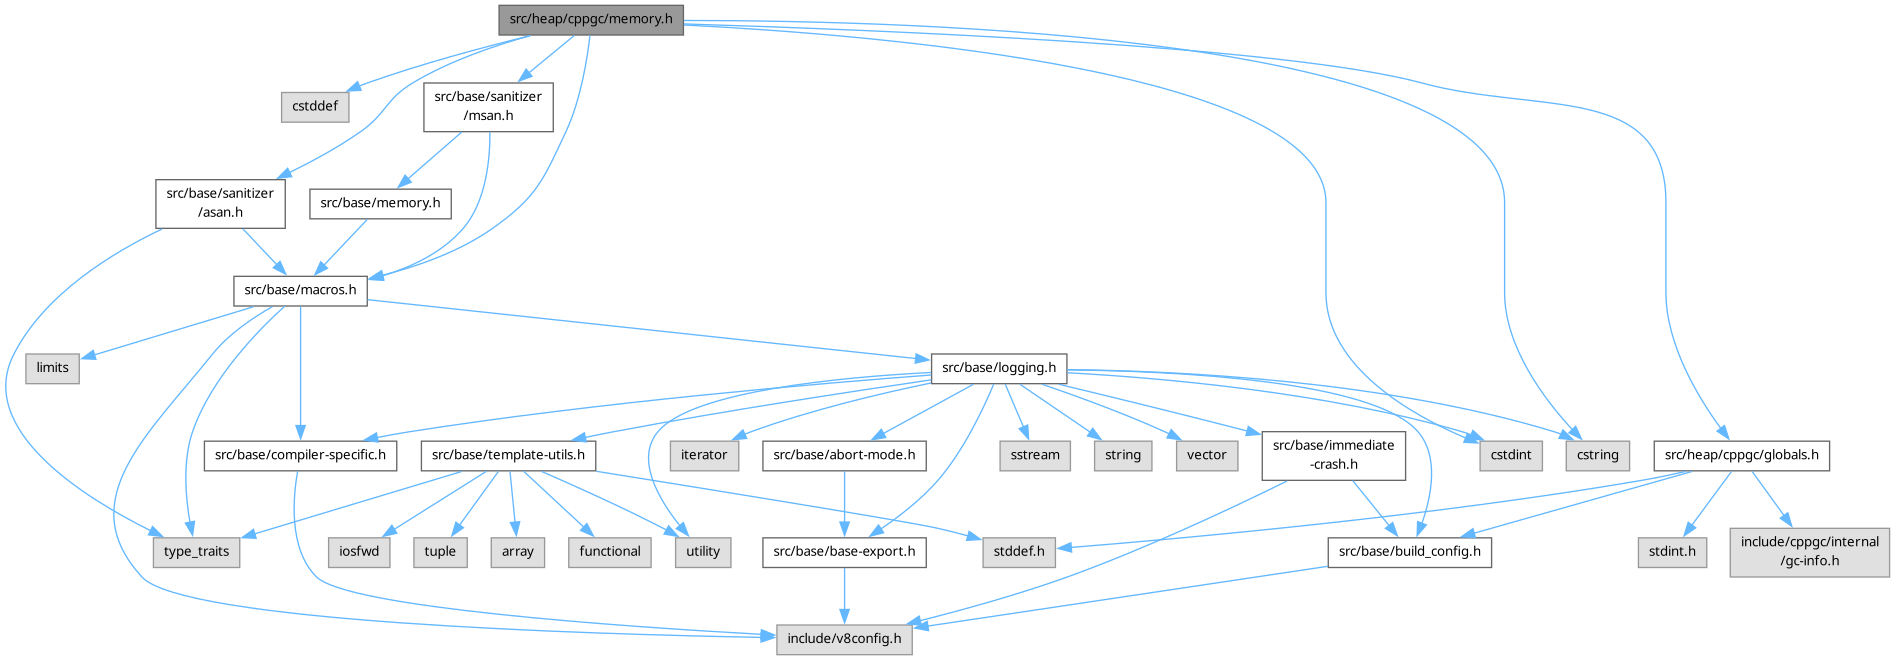 src/heap/cppgc/memory.h
cstddef
src/base/sanitizer
/msan.h
src/base/sanitizer
/asan.h
src/base/memory.h
src/base/macros.h
limits
src/base/logging.h
src/base/compiler-specific.h
src/base/template-utils.h
iterator
src/base/abort-mode.h
sstream
string
vector
src/base/immediate
-crash.h
cstdint
cstring
src/heap/cppgc/globals.h
type_traits
iosfwd
tuple
array
functional
utility
src/base/base-export.h
stddef.h
src/base/build_config.h
stdint.h
include/cppgc/internal
/gc-info.h
include/v8config.h